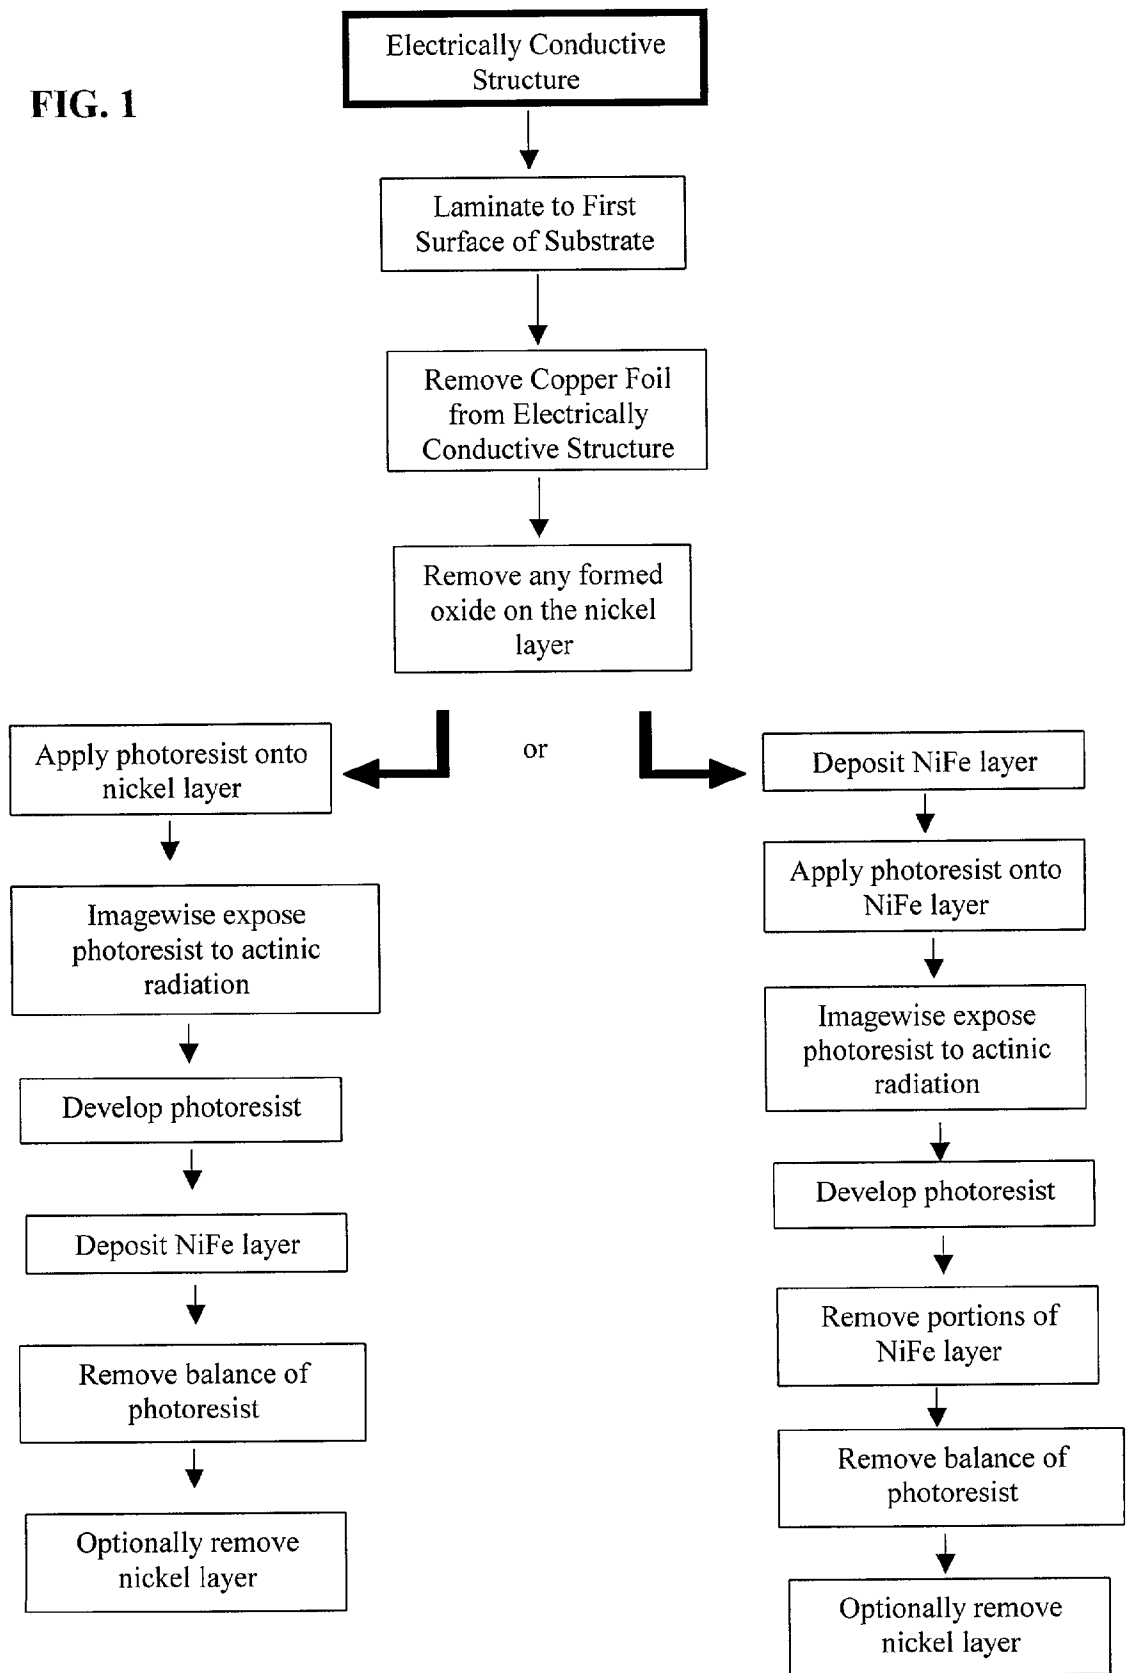 Electrically Conductive
Structure
FIG. 1
Laminate to First
Surface of Substrate
Remove Copper Foil
from Electrically
Conductive Structure
Remove any formed
oxide on the nickel
layer
or
Apply photoresist onto
nickel layer
Imagewise expose
photoresist to actinic
radiation
Develop photoresist
Deposit NiFe layer
Remove balance of
photoresist
Optionally remove
nickel layer
Deposit NiFe layer
Apply photoresist onto
NiFe layer
Imagewise expose
photoresist to actinic
radiation
Develop photoresist
Remove portions of
NiFe layer
Remove balance of
photoresist
Optionally remove
nickel layer